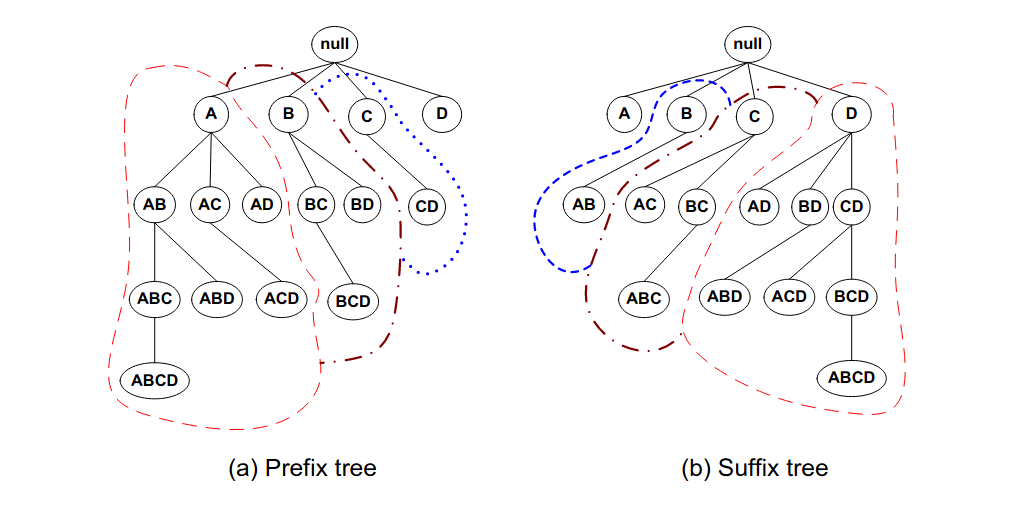 null
A B C D
AB AC AD BC BD CD
ABC ABD ACD BCD
ABCD
(a) Prefix tree
null
A B C D
AB AC BC AD BD CD
ABC ABD ACD BCD
ABCD
(b) Suffix tree